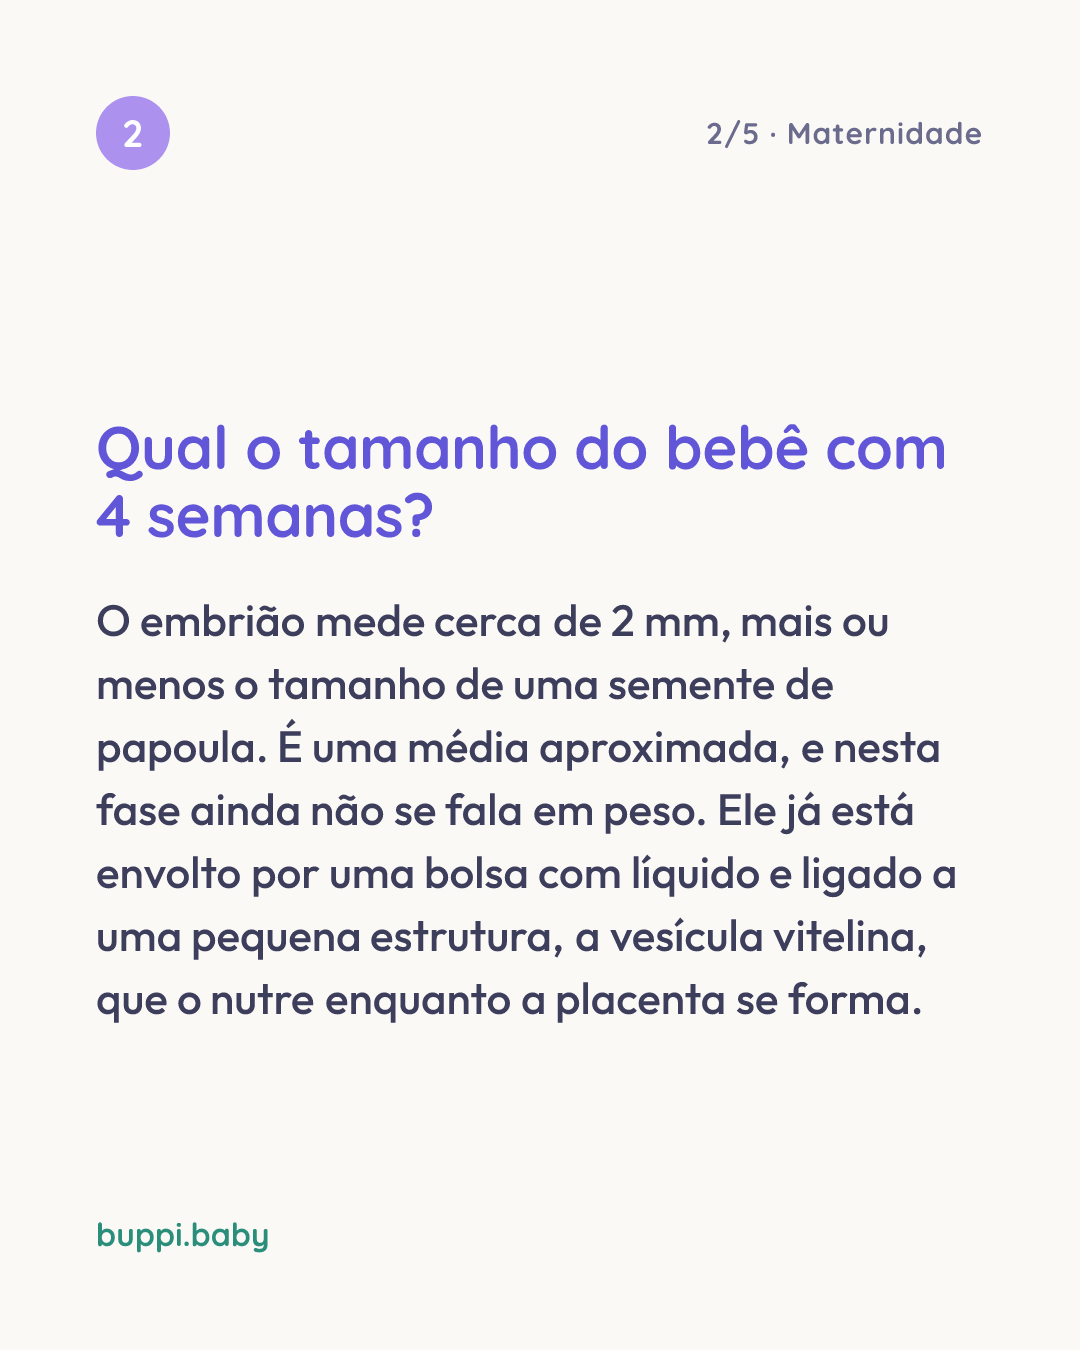 2
2/5 · Maternidade
Qual o tamanho do bebê com
4 semanas?
O embrião mede cerca de 2 mm, mais ou
menos o tamanho de uma semente de
papoula. É uma média aproximada, e nesta
fase ainda não se fala em peso. Ele já está
envolto por uma bolsa com líquido e ligado a
uma pequena estrutura, a vesícula vitelina,
que o nutre enquanto a placenta se forma.
buppi.baby